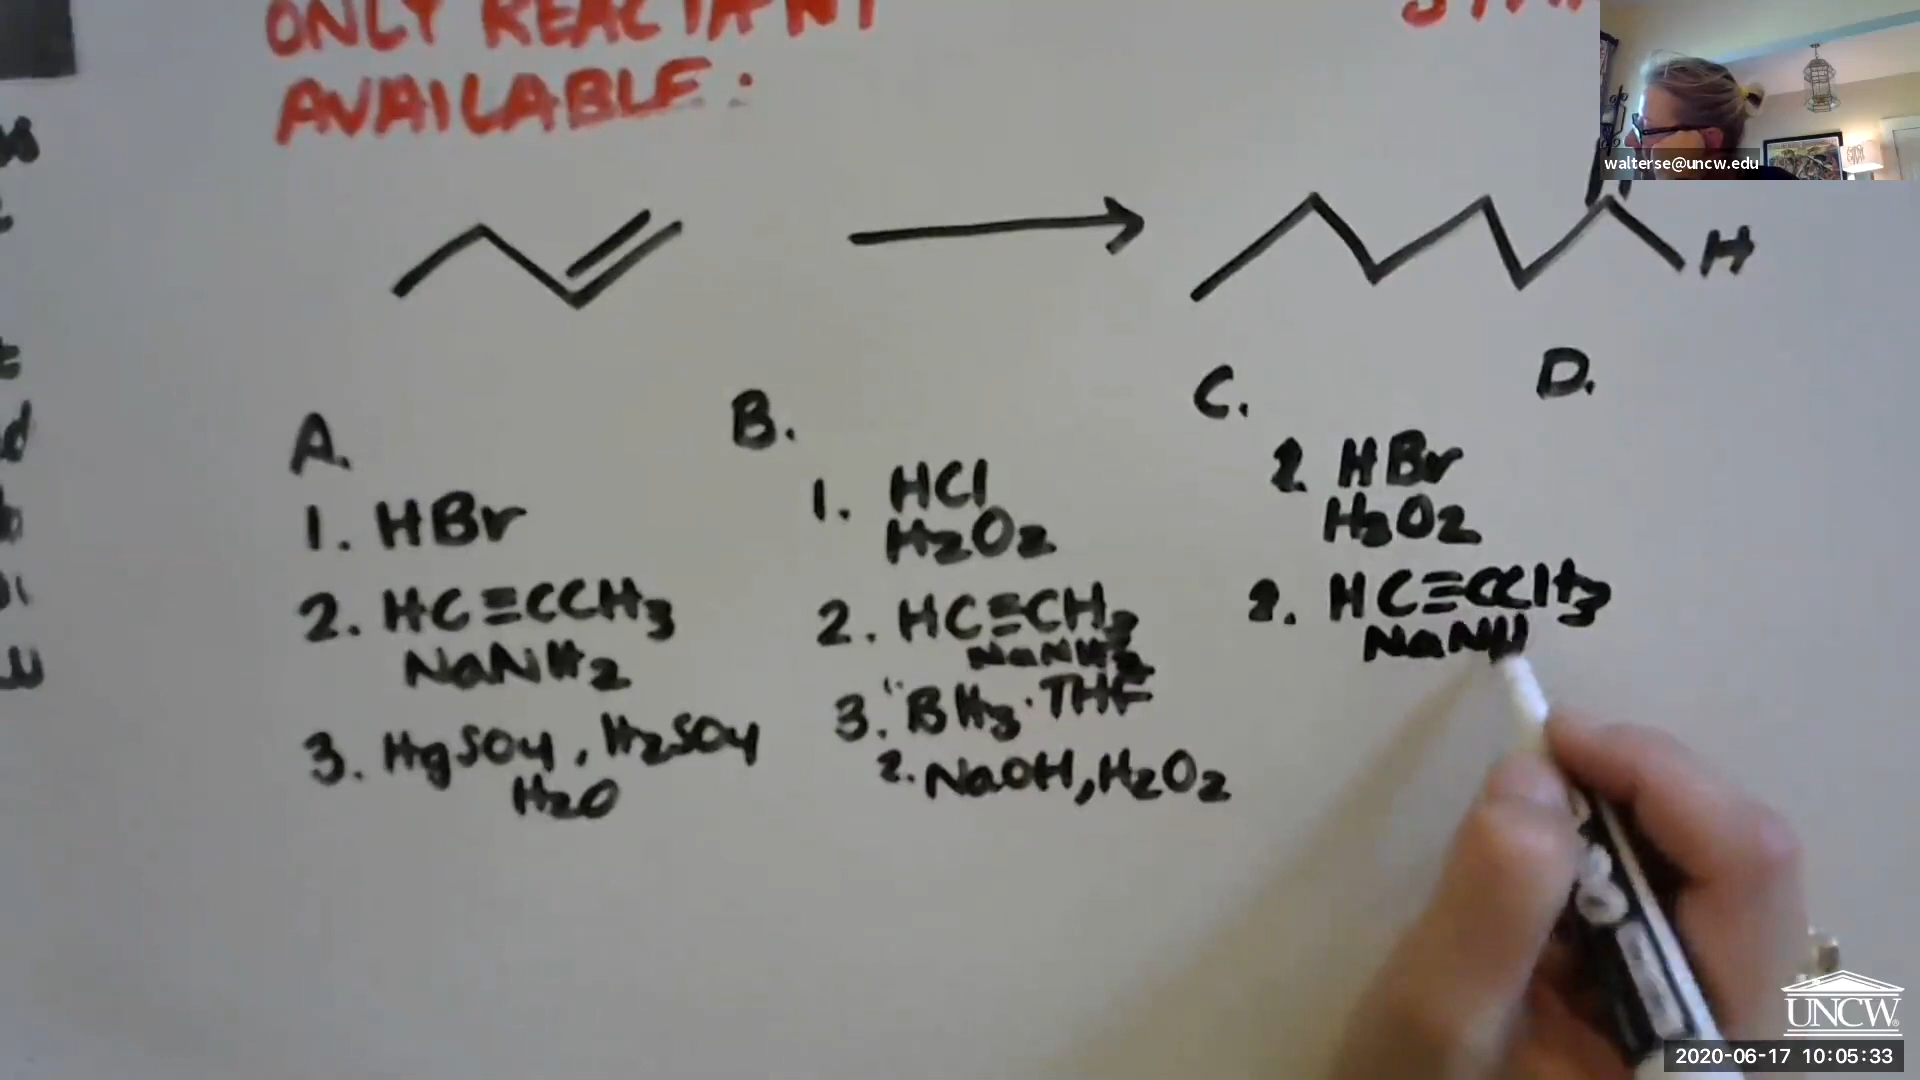 ONLY REACTANT
AVAILABLE:
walterse@uncw.edu
H
A.
1. HBr
2. HC≡CCH3
NaNH2
3. HgSO4, H2SO4
H2O
B.
1. HCl
H2O2
2. HC≡CH3
NaNH2
3. 1. BH3·THF
2. NaOH, H2O2
C.
HBr
H2O2
2. HC≡CCH3
NaNH
D.
UNCW
2020-06-17 10:05:33